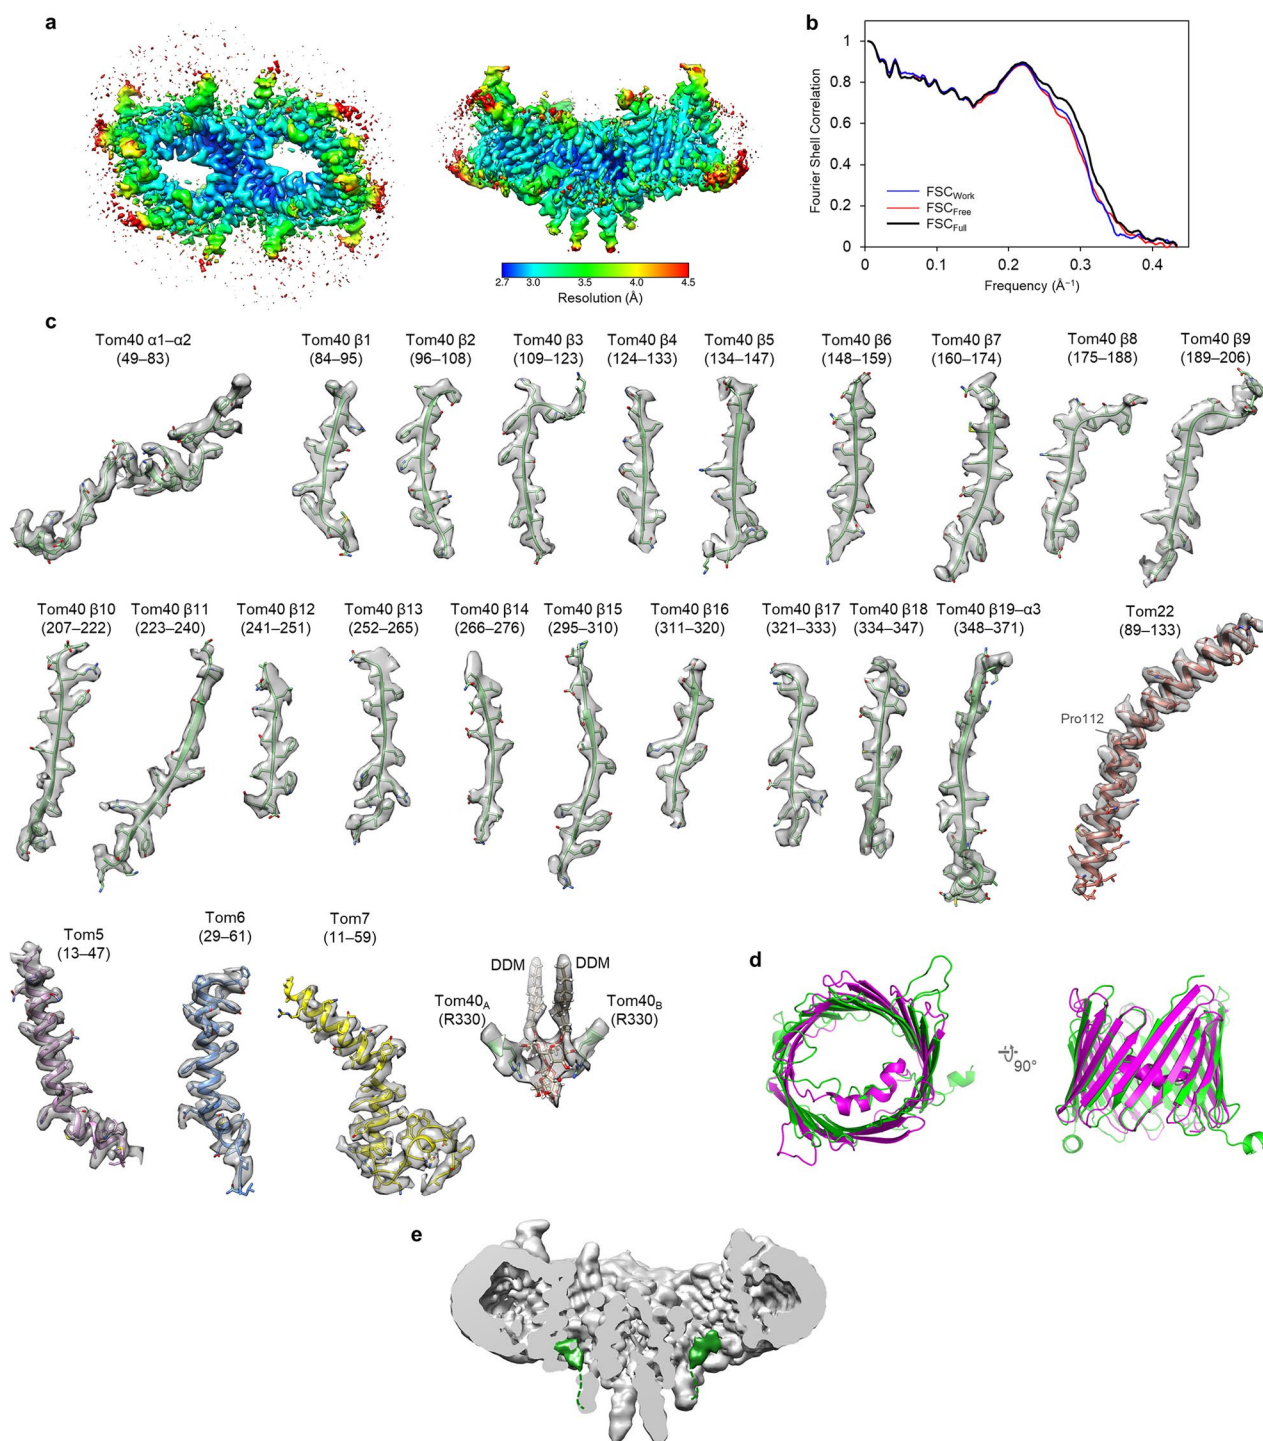 a
2.7 3.0 3.5 4.0 4.5
Resolution (Å)
b
Fourier Shell Correlation
1
0.8
0.6
0.4
0.2
0
FSCWork
FSCFree
FSCFull
0 0.1 0.2 0.3 0.4
Frequency (Å−1)
c
Tom40 α1–α2
(49–83)
Tom40 β1
(84–95)
Tom40 β2
(96–108)
Tom40 β3
(109–123)
Tom40 β4
(124–133)
Tom40 β5
(134–147)
Tom40 β6
(148–159)
Tom40 β7
(160–174)
Tom40 β8
(175–188)
Tom40 β9
(189–206)
Tom40 β10
(207–222)
Tom40 β11
(223–240)
Tom40 β12
(241–251)
Tom40 β13
(252–265)
Tom40 β14
(266–276)
Tom40 β15
(295–310)
Tom40 β16
(311–320)
Tom40 β17
(321–333)
Tom40 β18
(334–347)
Tom40 β19–α3
(348–371)
Tom22
(89–133)
Pro112
Tom5
(13–47)
Tom6
(29–61)
Tom7
(11–59)
DDM DDM
Tom40A
(R330)
Tom40B
(R330)
d
90°
e